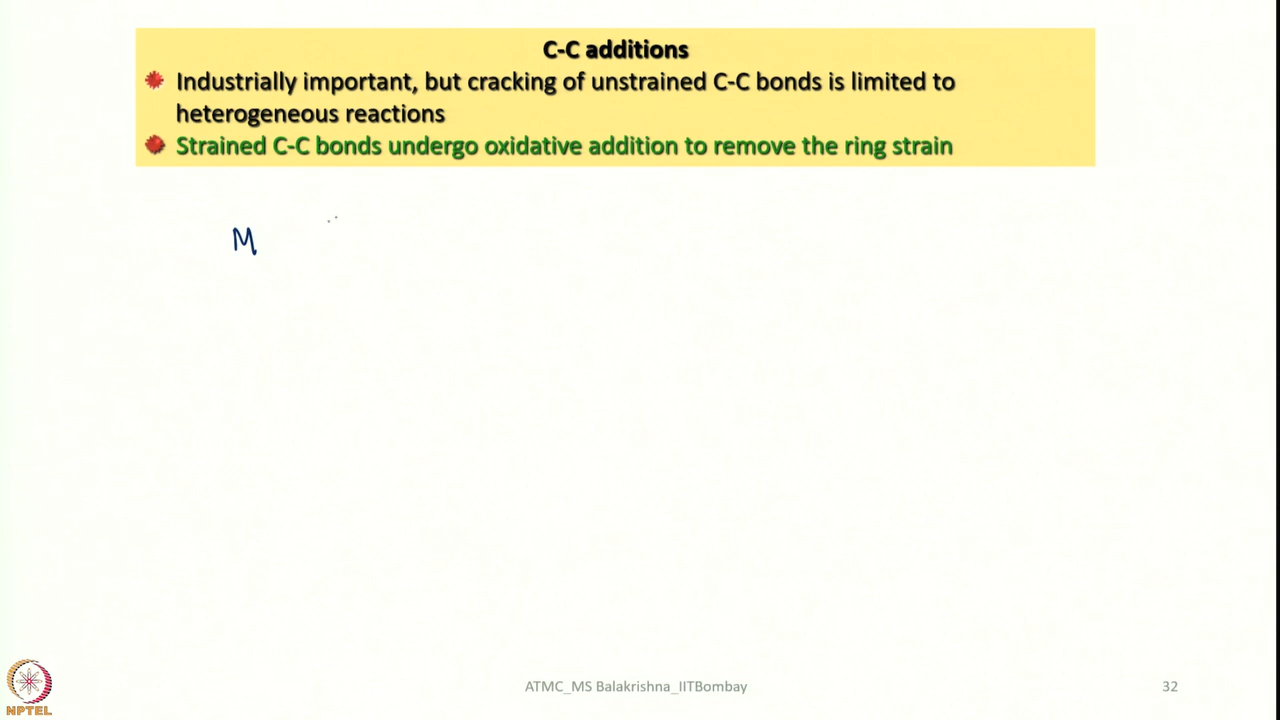 C-C additions
Industrially important, but cracking of unstrained C-C bonds is limited to
heterogeneous reactions
Strained C-C bonds undergo oxidative addition to remove the ring strain
M
NPTEL
ATMC_MS Balakrishna_IITBombay
32